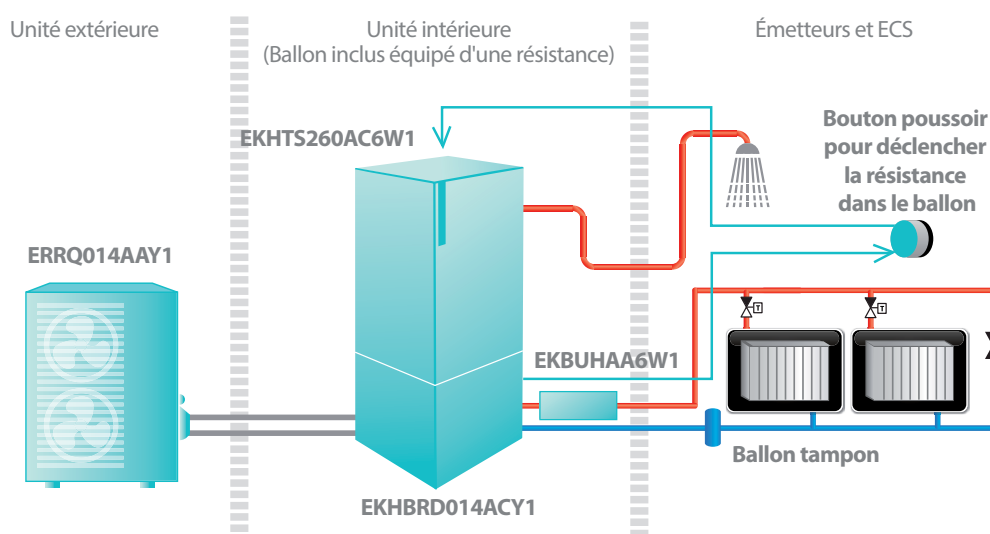 Unité extérieure
Unité intérieure
(Ballon inclus équipé d'une résistance)
Émetteurs et ECS
EKHTS260AC6W1
Bouton poussoir
pour déclencher
la résistance
dans le ballon
ERRQ014AAY1
T
T
EKBUHAA6W1
Ballon tampon
EKHBRD014ACY1